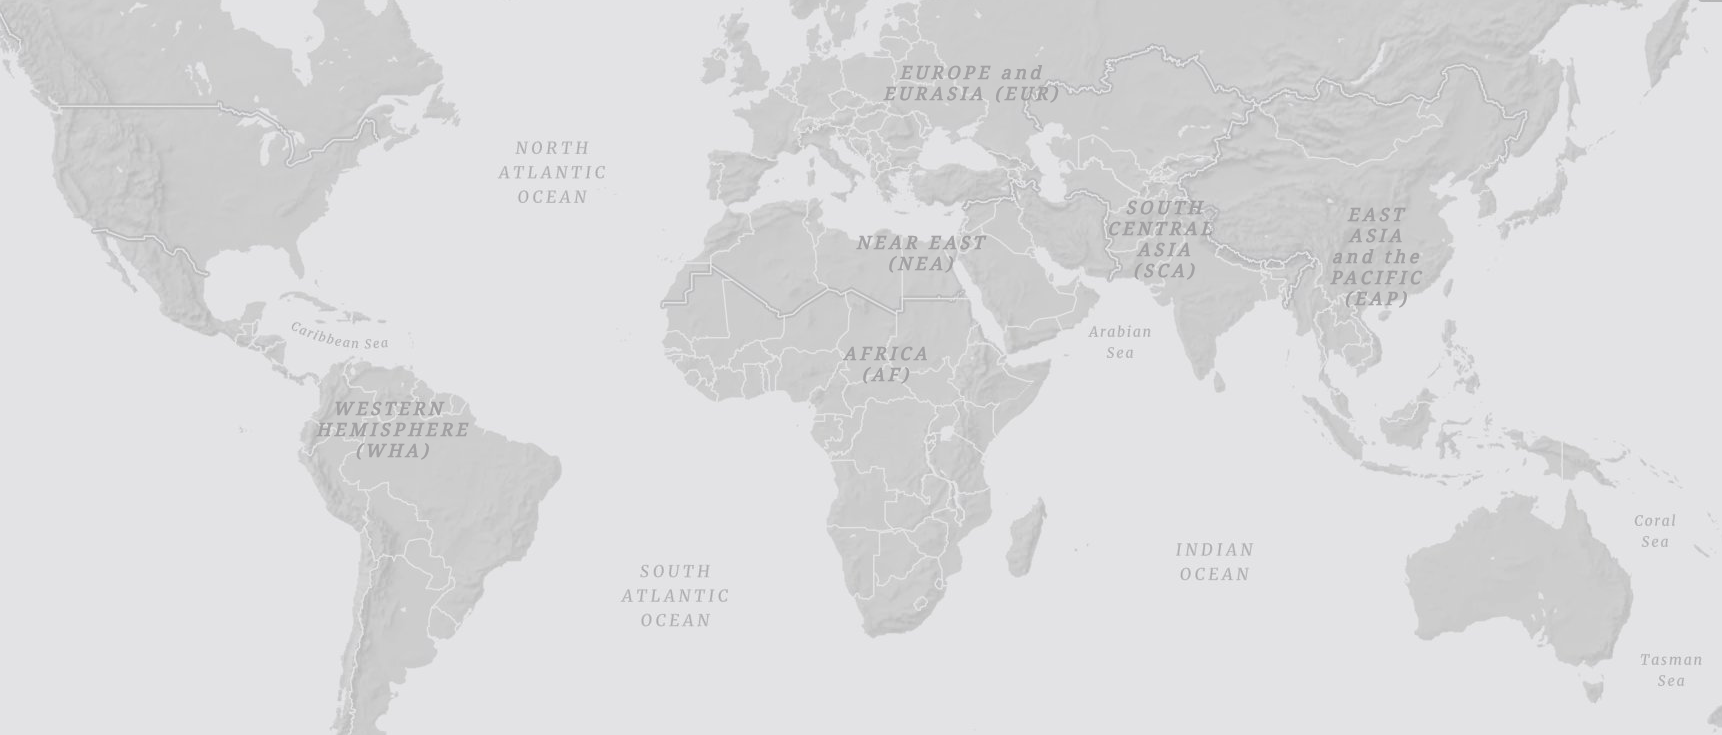 EUROPE and
EURASIA (EUR)
NORTH
ATLANTIC
OCEAN
SOUTH
CENTRAL
ASIA
(SCA)
EAST
ASIA
and the
PACIFIC
(EAP)
NEAR EAST
(NEA)
Caribbean Sea
Arabian
Sea
AFRICA
(AF)
WESTERN
HEMISPHERE
(WHA)
Coral
Sea
INDIAN
OCEAN
SOUTH
ATLANTIC
OCEAN
Tasman
Sea